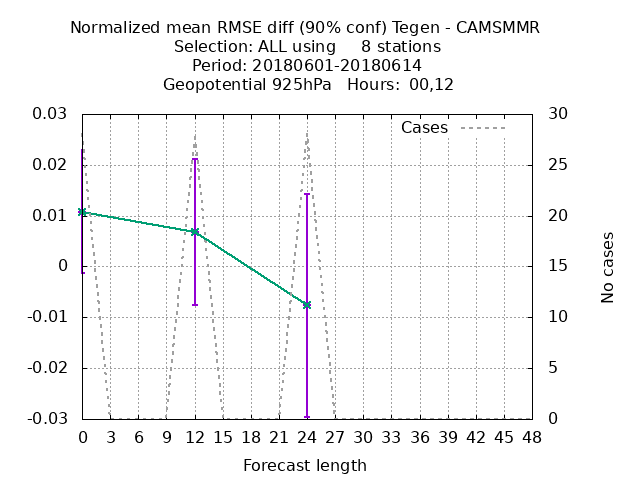 Normalized mean RMSE diff (90% conf) Tegen - CAMSMMR
Selection: ALL using 8 stations
Period: 20180601-20180614
Geopotential 925hPa Hours: 00,12
Cases
0.03
0.02
0.01
0
-0.01
-0.02
-0.03
30
25
20
15
10
5
0
No cases
0 3 6 9 12 15 18 21 24 27 30 33 36 39 42 45 48
Forecast length